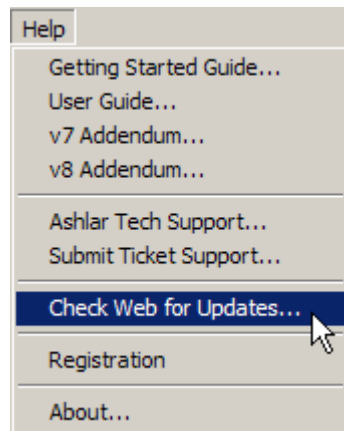 Help
Getting Started Guide...
User Guide...
v7 Addendum...
v8 Addendum...
Ashlar Tech Support...
Submit Ticket Support...
Check Web for Updates...
Registration
About...